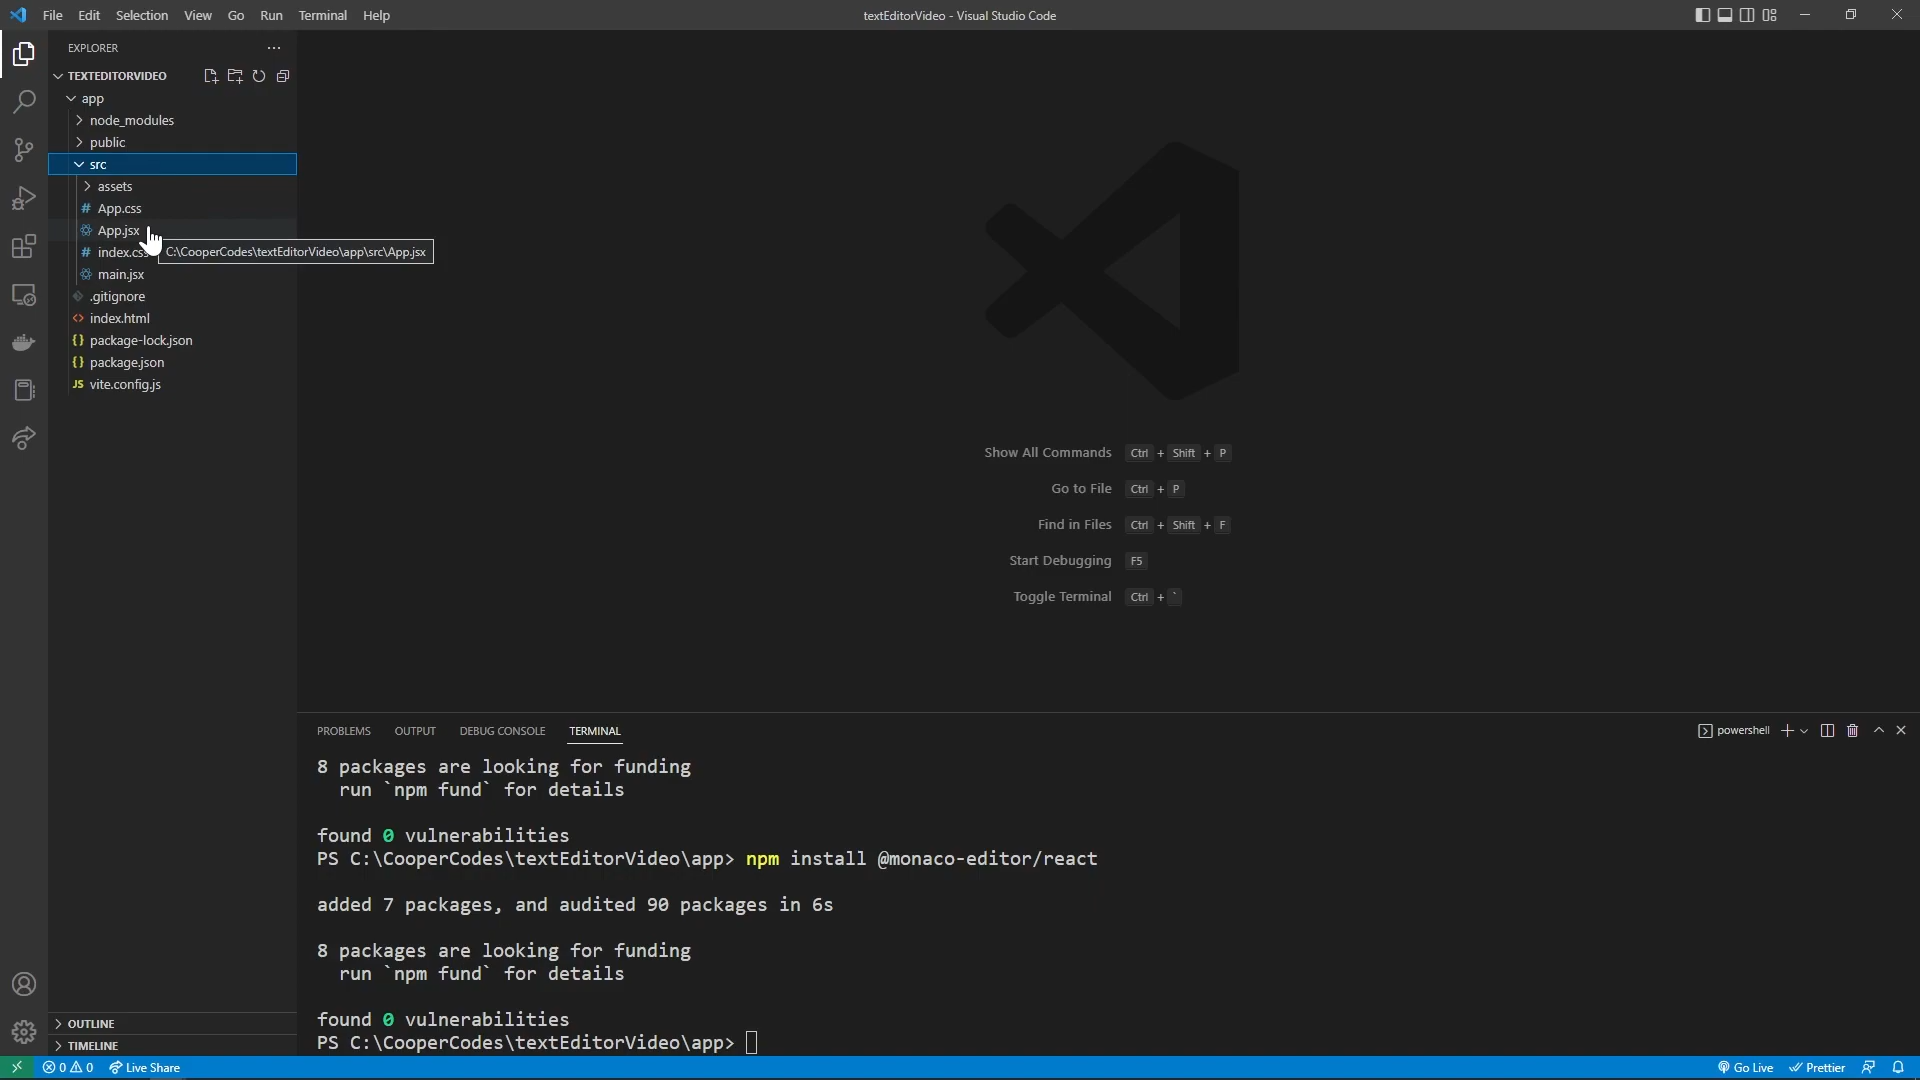 File Edit Selection View Go Run Terminal Help
textEditorVideo - Visual Studio Code
EXPLORER
TEXTEDITORVIDEO
app
node_modules
public
src
assets
App.css
App.jsx
index.css
C:\CooperCodes\textEditorVideo\app\src\App.jsx
main.jsx
.gitignore
index.html
package-lock.json
package.json
vite.config.js
Show All Commands Ctrl + Shift + P
Go to File Ctrl + P
Find in Files Ctrl + Shift + F
Start Debugging F5
Toggle Terminal Ctrl + `
PROBLEMS OUTPUT DEBUG CONSOLE TERMINAL
powershell
8 packages are looking for funding
run `npm fund` for details
found 0 vulnerabilities
PS C:\CooperCodes\textEditorVideo\app> npm install @monaco-editor/react
added 7 packages, and audited 90 packages in 6s
8 packages are looking for funding
run `npm fund` for details
found 0 vulnerabilities
PS C:\CooperCodes\textEditorVideo\app>
OUTLINE
TIMELINE
0 0 Live Share
Go Live Prettier